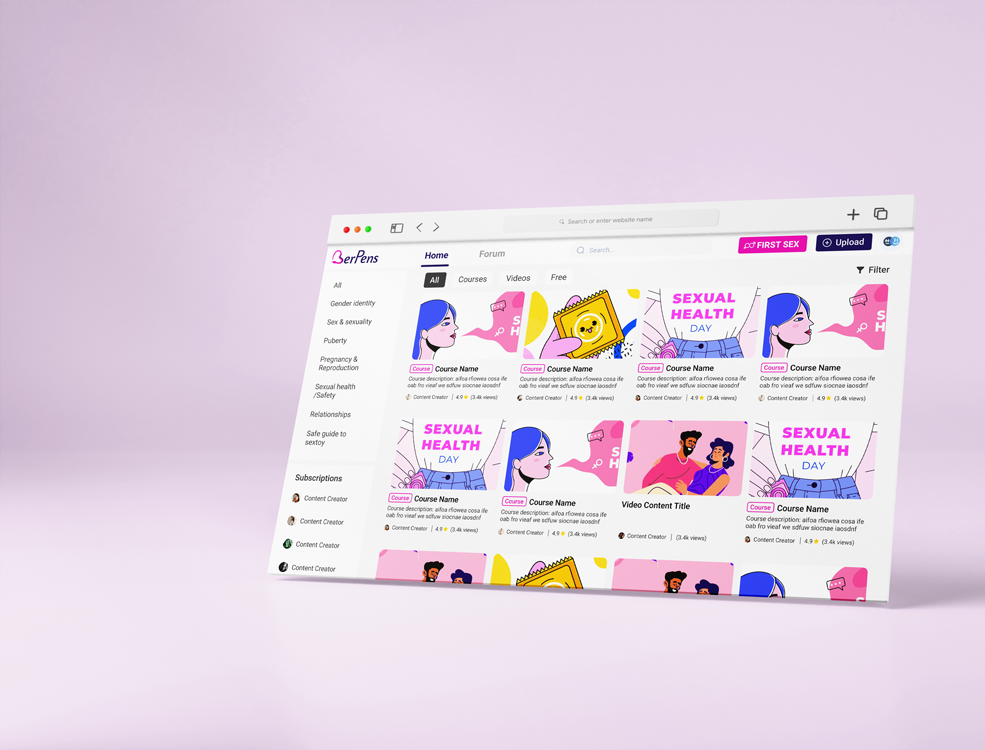 Search or enter website name
BerPens
Home
Forum
Search...
FIRST SEX
Upload
All
Courses
Videos
Free
Filter
All
Gender identity
Sex & sexuality
Puberty
Pregnancy &
Reproduction
Sexual health
/Safety
Relationships
Safe guide to
sextoy
Subscriptions
Content Creator
Content Creator
Content Creator
Content Creator
S
H
Course Course Name
Course description: aifoa rfiowea cosa ife
oab fro vieaf we sdfuw siocnae iaosdnf
Content Creator | 4.9 (3.4k views)
Course Course Name
Course description: aifoa rfiowea cosa ife
oab fro vieaf we sdfuw siocnae iaosdnf
Content Creator | 4.9 (3.4k views)
SEXUAL
HEALTH
DAY
Course Course Name
Course description: aifoa rfiowea cosa ife
oab fro vieaf we sdfuw siocnae iaosdnf
Content Creator | 4.9 (3.4k views)
S
H
Course Course Name
Course description: aifoa rfiowea cosa ife
oab fro vieaf we sdfuw siocnae iaosdnf
Content Creator | 4.9 (3.4k views)
SEXUAL
HEALTH
DAY
Course Course Name
Course description: aifoa rfiowea cosa ife
oab fro vieaf we sdfuw siocnae iaosdnf
Content Creator | 4.9 (3.4k views)
S
H
Course Course Name
Course description: aifoa rfiowea cosa ife
oab fro vieaf we sdfuw siocnae iaosdnf
Content Creator | 4.9 (3.4k views)
Video Content Title
Content Creator | (3.4k views)
SEXUAL
HEALTH
DAY
Course Course Name
Course description: aifoa rfiowea cosa ife
oab fro vieaf we sdfuw siocnae iaosdnf
Content Creator | 4.9 (3.4k views)